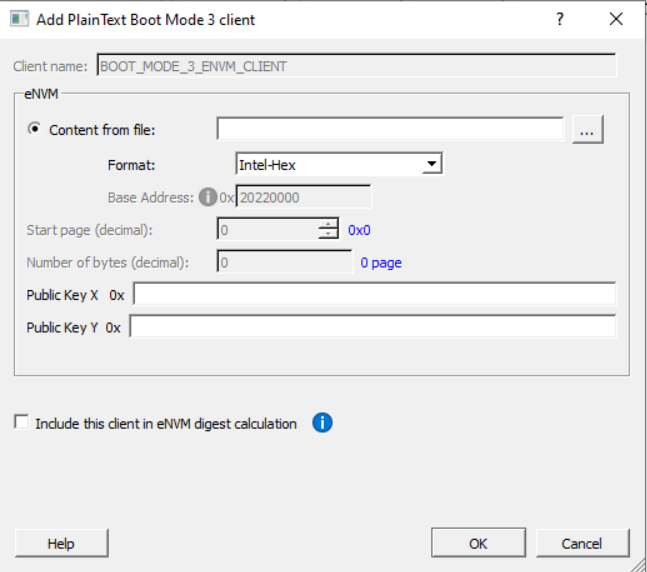 Add PlainText Boot Mode 3 client ?
Client name: BOOT_MODE_3_ENVM_CLIENT
eNVM
Content from file: ...
Format: Intel-Hex
Base Address: i 0x 20220000
Start page (decimal): 0 0x0
Number of bytes (decimal): 0 0 page
Public Key X 0x
Public Key Y 0x
Include this client in eNVM digest calculation i
Help OK Cancel